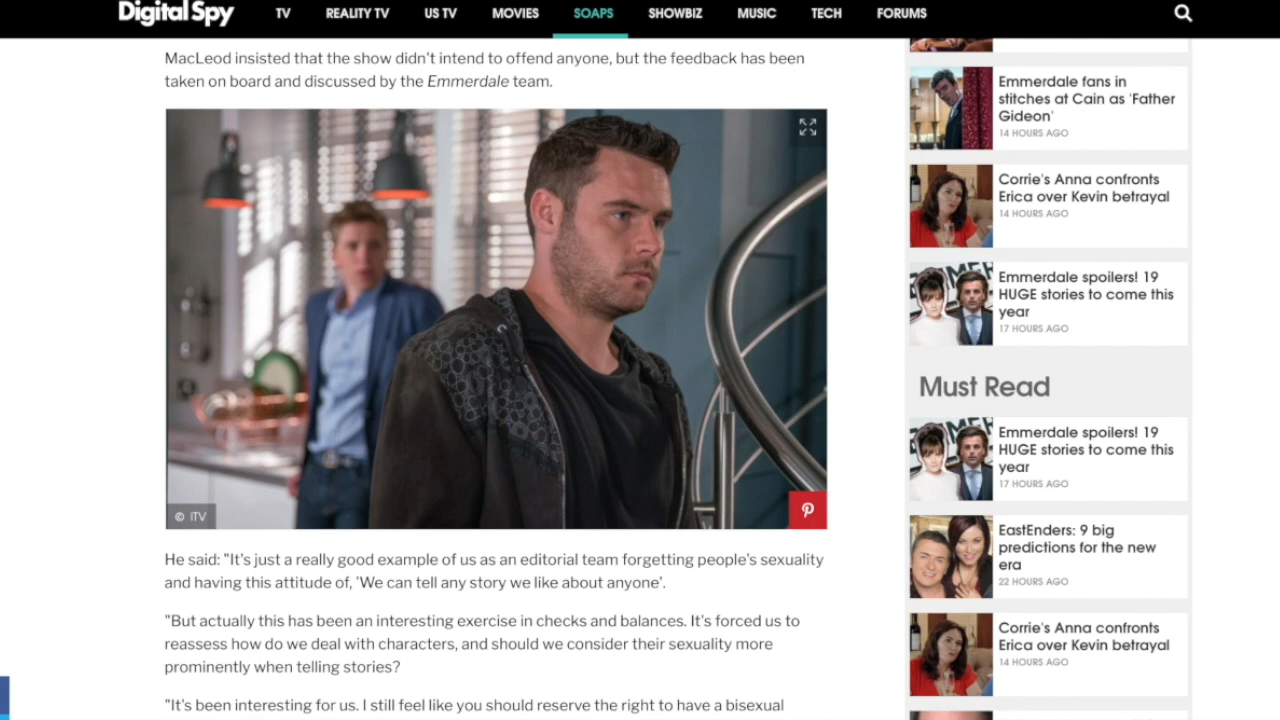 Digital Spy
TV
REALITY TV
US TV
MOVIES
SOAPS
SHOWBIZ
MUSIC
TECH
FORUMS
MacLeod insisted that the show didn't intend to offend anyone, but the feedback has been
taken on board and discussed by the Emmerdale team.
© ITV
He said: "It's just a really good example of us as an editorial team forgetting people's sexuality
and having this attitude of, 'We can tell any story we like about anyone'.
"But actually this has been an interesting exercise in checks and balances. It's forced us to
reassess how do we deal with characters, and should we consider their sexuality more
prominently when telling stories?
"It's been interesting for us. I still feel like you should reserve the right to have a bisexual
Emmerdale fans in
stitches at Cain as 'Father
Gideon'
14 HOURS AGO
Corrie's Anna confronts
Erica over Kevin betrayal
14 HOURS AGO
Emmerdale spoilers! 19
HUGE stories to come this
year
17 HOURS AGO
Must Read
Emmerdale spoilers! 19
HUGE stories to come this
year
17 HOURS AGO
EastEnders: 9 big
predictions for the new
era
22 HOURS AGO
Corrie's Anna confronts
Erica over Kevin betrayal
14 HOURS AGO